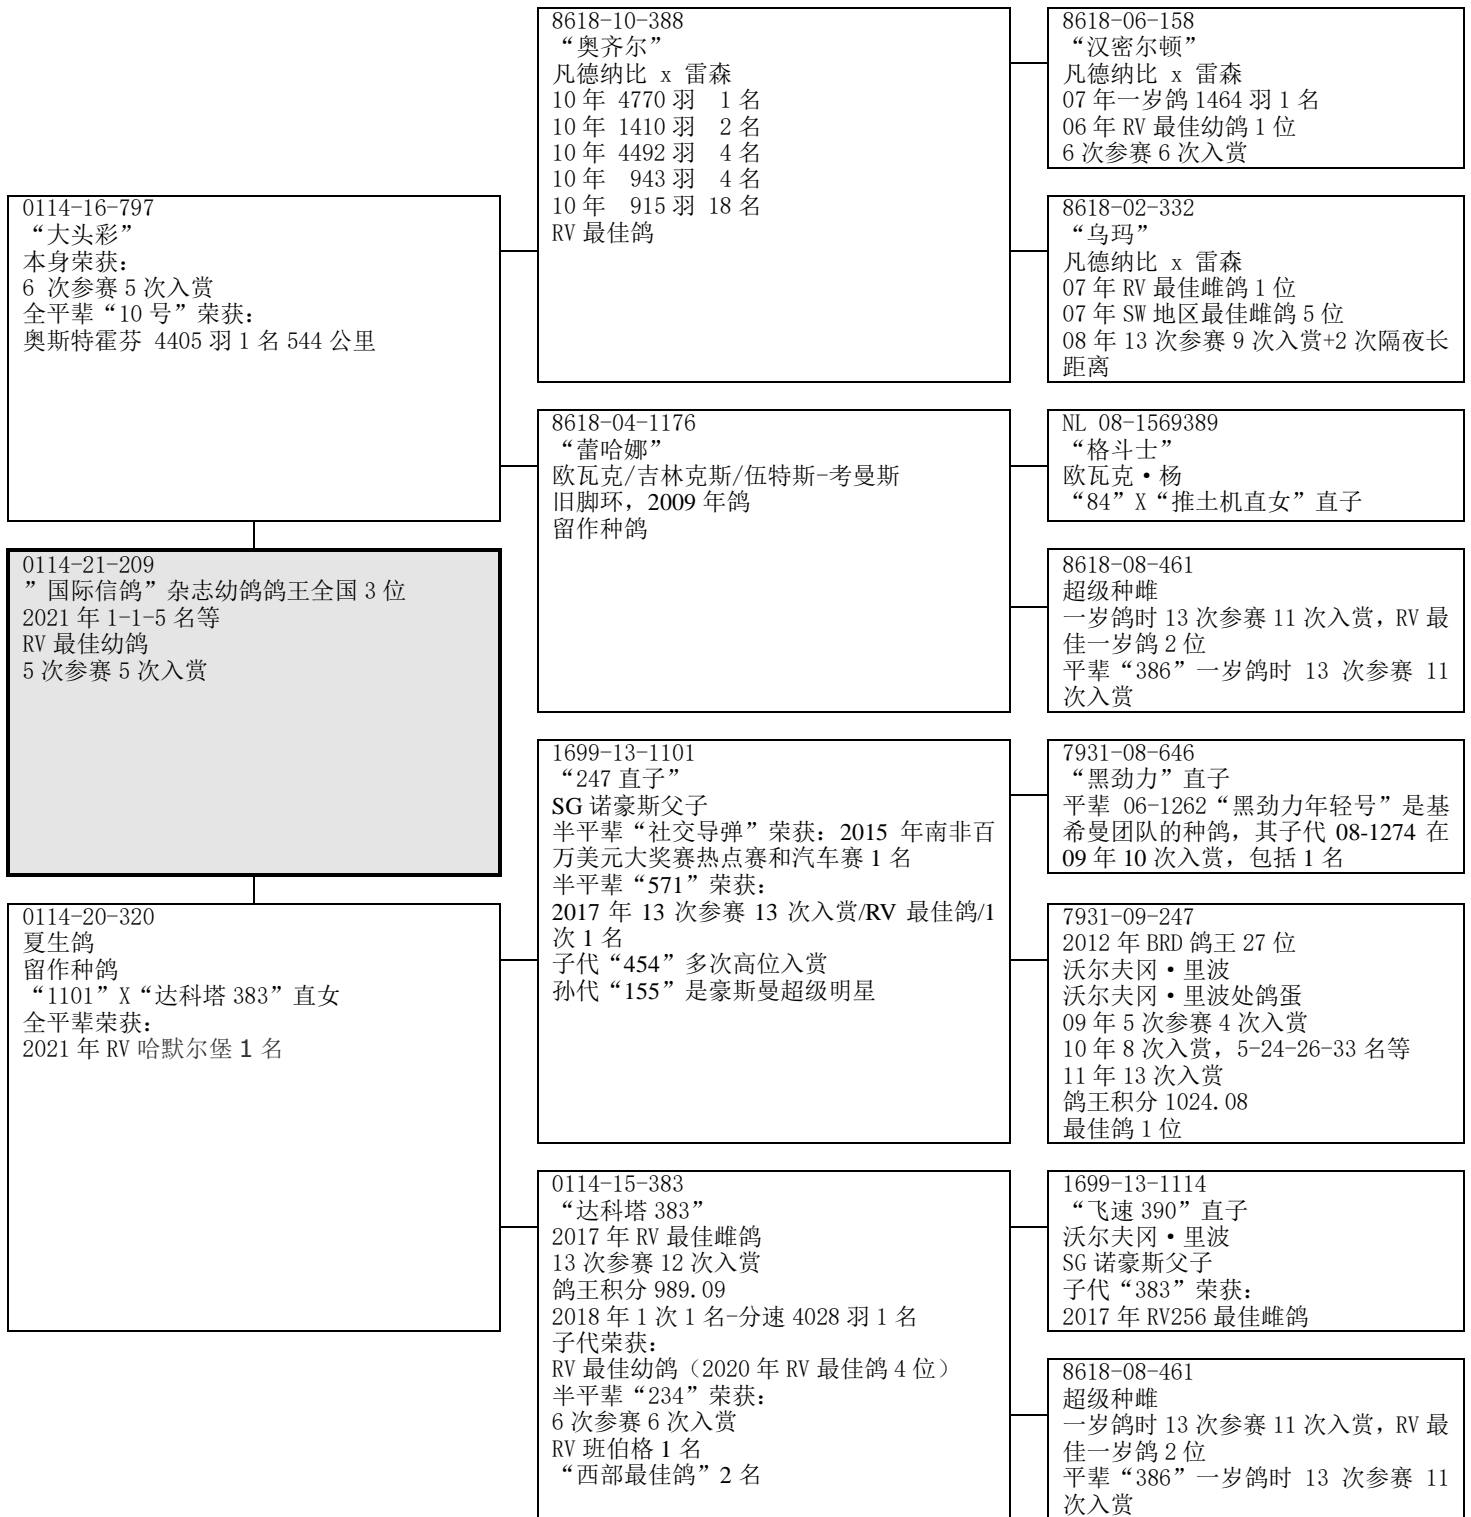 0114-16-797
“大头彩”
本身荣获：
6 次参赛 5 次入赏
全平辈“10 号”荣获：
奥斯特霍芬 4405 羽 1 名 544 公里
0114-21-209
”国际信鸽”杂志幼鸽鸽王全国 3 位
2021 年 1-1-5 名等
RV 最佳幼鸽
5 次参赛 5 次入赏
0114-20-320
夏生鸽
留作种鸽
“1101”X“达科塔 383”直女
全平辈荣获：
2021 年 RV 哈默尔堡 1 名
8618-10-388
“奥齐尔”
凡德纳比 x 雷森
10 年 4770 羽 1 名
10 年 1410 羽 2 名
10 年 4492 羽 4 名
10 年 943 羽 4 名
10 年 915 羽 18 名
RV 最佳鸽
8618-04-1176
“蕾哈娜”
欧瓦克/吉林克斯/伍特斯-考曼斯
旧脚环，2009 年鸽
留作种鸽
1699-13-1101
“247 直子”
SG 诺豪斯父子
半平辈“社交导弹”荣获：2015 年南非百
万美元大奖赛热点赛和汽车赛 1 名
半平辈“571”荣获：
2017 年 13 次参赛 13 次入赏/RV 最佳鸽/1
次 1 名
子代“454”多次高位入赏
孙代“155”是豪斯曼超级明星
0114-15-383
“达科塔 383”
2017 年 RV 最佳雌鸽
13 次参赛 12 次入赏
鸽王积分 989.09
2018 年 1 次 1 名-分速 4028 羽 1 名
子代荣获：
RV 最佳幼鸽（2020 年 RV 最佳鸽 4 位）
半平辈“234”荣获：
6 次参赛 6 次入赏
RV 班伯格 1 名
“西部最佳鸽”2 名
8618-06-158
“汉密尔顿”
凡德纳比 x 雷森
07 年一岁鸽 1464 羽 1 名
06 年 RV 最佳幼鸽 1 位
6 次参赛 6 次入赏
8618-02-332
“乌玛”
凡德纳比 x 雷森
07 年 RV 最佳雌鸽 1 位
07 年 SW 地区最佳雌鸽 5 位
08 年 13 次参赛 9 次入赏+2 次隔夜长
距离
NL 08-1569389
“格斗士”
欧瓦克•杨
“84”X“推土机直女”直子
8618-08-461
超级种雌
一岁鸽时 13 次参赛 11 次入赏，RV 最
佳一岁鸽 2 位
平辈“386”一岁鸽时 13 次参赛 11
次入赏
7931-08-646
“黑劲力”直子
平辈 06-1262“黑劲力年轻号”是基
希曼团队的种鸽，其子代 08-1274 在
09 年 10 次入赏，包括 1 名
7931-09-247
2012 年 BRD 鸽王 27 位
沃尔夫冈•里波
沃尔夫冈•里波处鸽蛋
09 年 5 次参赛 4 次入赏
10 年 8 次入赏，5-24-26-33 名等
11 年 13 次入赏
鸽王积分 1024.08
最佳鸽 1 位
1699-13-1114
“飞速 390”直子
沃尔夫冈•里波
SG 诺豪斯父子
子代“383”荣获：
2017 年 RV256 最佳雌鸽
8618-08-461
超级种雌
一岁鸽时 13 次参赛 11 次入赏，RV 最
佳一岁鸽 2 位
平辈“386”一岁鸽时 13 次参赛 11
次入赏